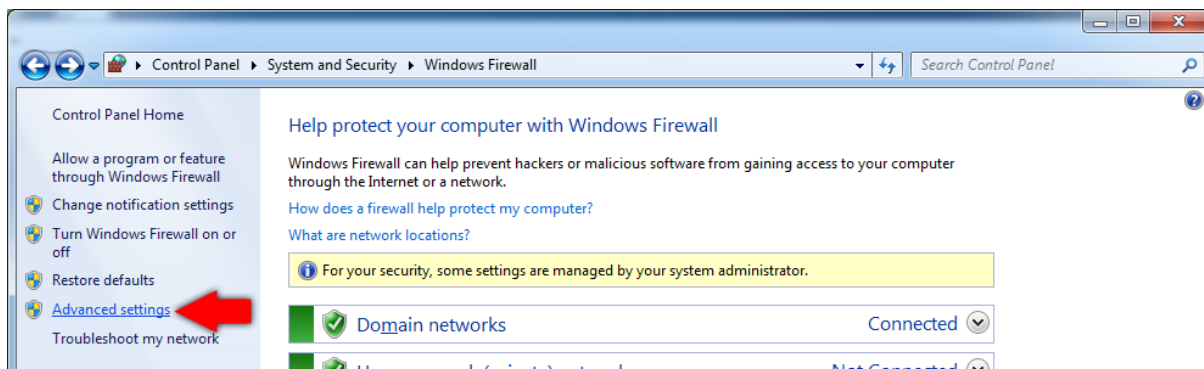 Control Panel ▸ System and Security ▸ Windows Firewall
Search Control Panel
Control Panel Home
Allow a program or feature
through Windows Firewall
Change notification settings
Turn Windows Firewall on or
off
Restore defaults
Advanced settings
Troubleshoot my network
Help protect your computer with Windows Firewall
Windows Firewall can help prevent hackers or malicious software from gaining access to your computer
through the Internet or a network.
How does a firewall help protect my computer?
What are network locations?
For your security, some settings are managed by your system administrator.
Domain networks
Connected
Not Connected